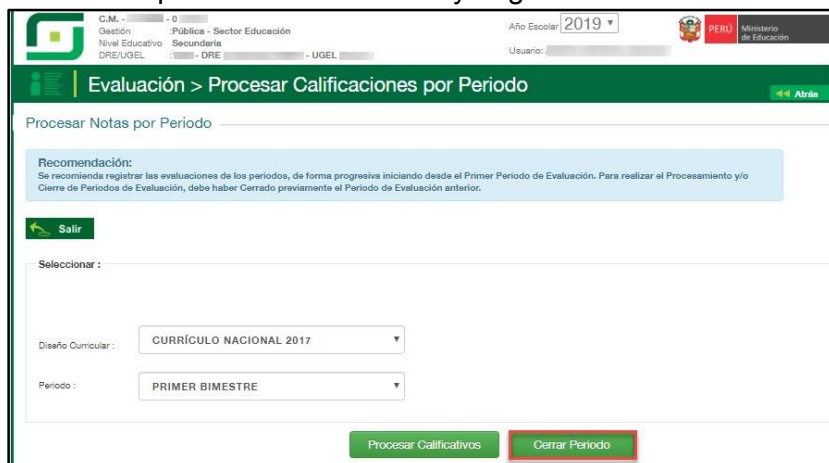 C.M. - - 0
Gestión :Pública - Sector Educación
Nivel Educativo Secundaria
DRE/UGEL : - DRE - UGEL
Año Escolar 2019
Usuario:
PERÚ Ministerio de Educación
Evaluación > Procesar Calificaciones por Periodo
Atrás
Procesar Notas por Periodo
Recomendación:
Se recomienda registrar las evaluaciones de los periodos, de forma progresiva iniciando desde el Primer Periodo de Evaluación. Para realizar el Procesamiento y/o
Cierre de Periodos de Evaluación, debe haber Cerrado previamente el Periodo de Evaluación anterior.
Salir
Seleccionar :
Diseño Curricular : CURRÍCULO NACIONAL 2017
Periodo : PRIMER BIMESTRE
Procesar Calificativos Cerrar Periodo